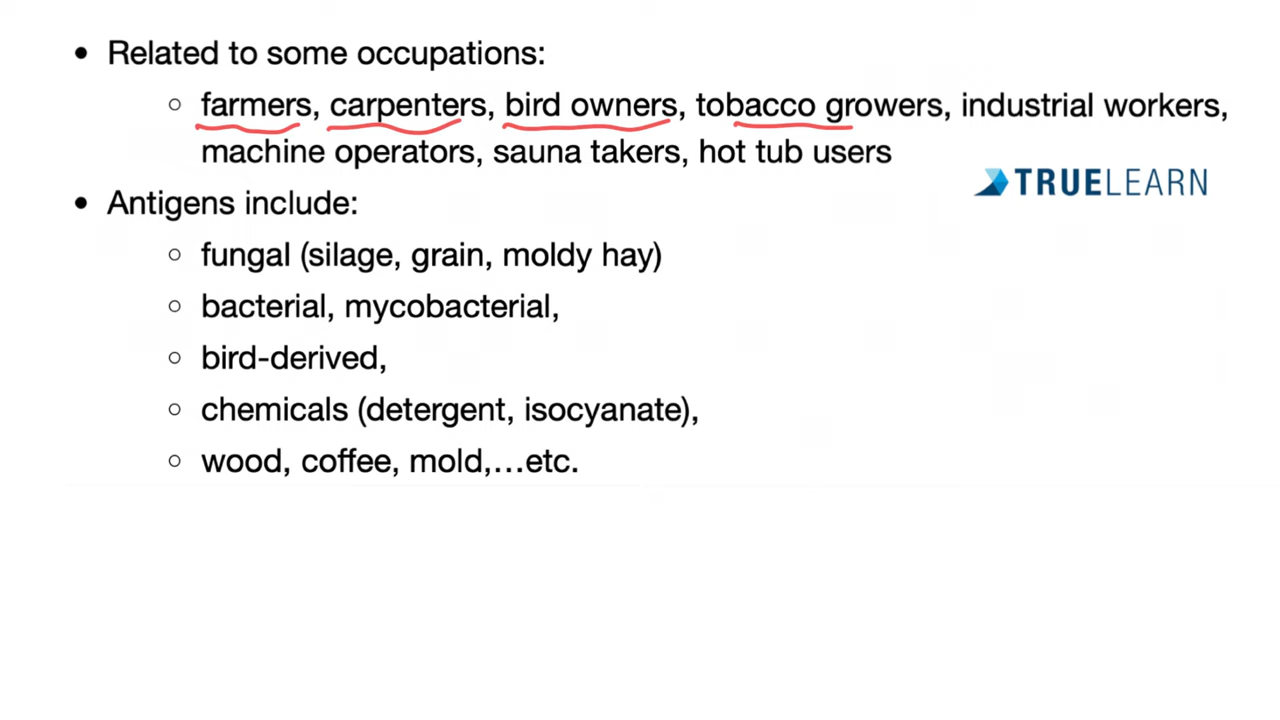 • Related to some occupations:
○ farmers, carpenters, bird owners, tobacco growers, industrial workers,
machine operators, sauna takers, hot tub users
TRUELEARN
• Antigens include:
○ fungal (silage, grain, moldy hay)
○ bacterial, mycobacterial,
○ bird-derived,
○ chemicals (detergent, isocyanate),
○ wood, coffee, mold,...etc.